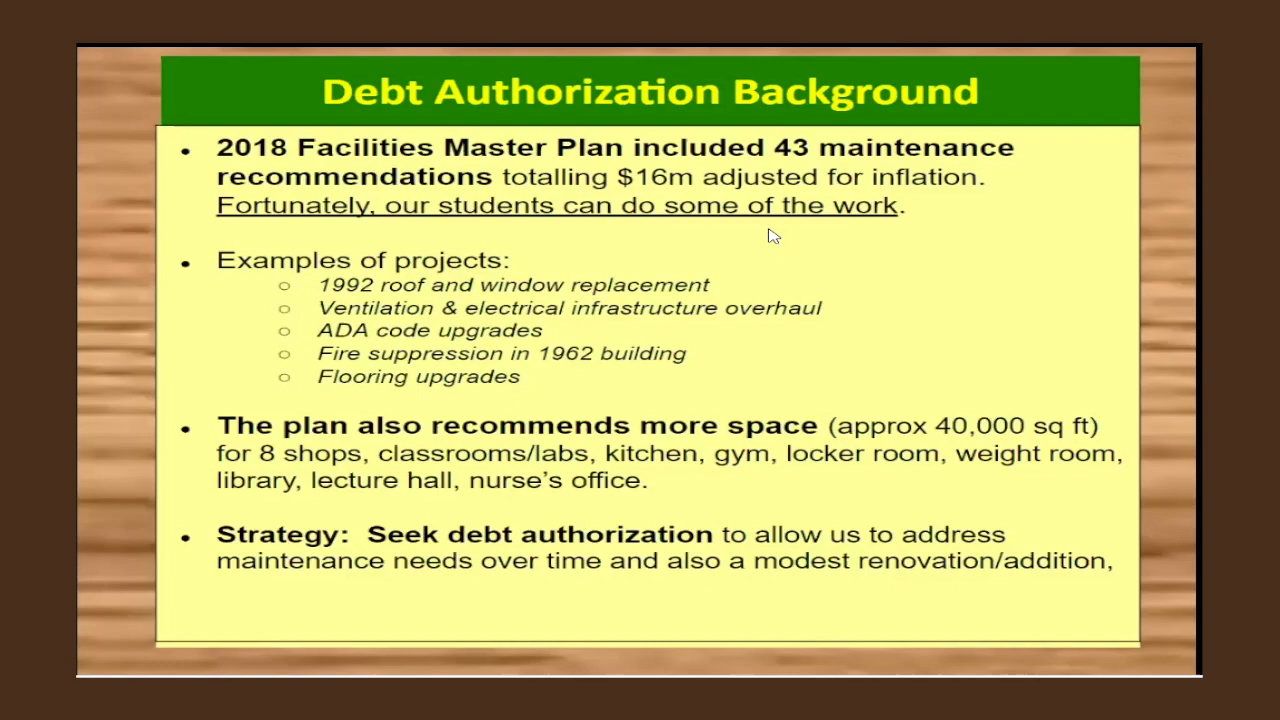 Debt Authorization Background
• 2018 Facilities Master Plan included 43 maintenance
recommendations totalling $16m adjusted for inflation.
Fortunately, our students can do some of the work.
• Examples of projects:
○ 1992 roof and window replacement
○ Ventilation & electrical infrastructure overhaul
○ ADA code upgrades
○ Fire suppression in 1962 building
○ Flooring upgrades
• The plan also recommends more space (approx 40,000 sq ft)
for 8 shops, classrooms/labs, kitchen, gym, locker room, weight room,
library, lecture hall, nurse’s office.
• Strategy: Seek debt authorization to allow us to address
maintenance needs over time and also a modest renovation/addition,